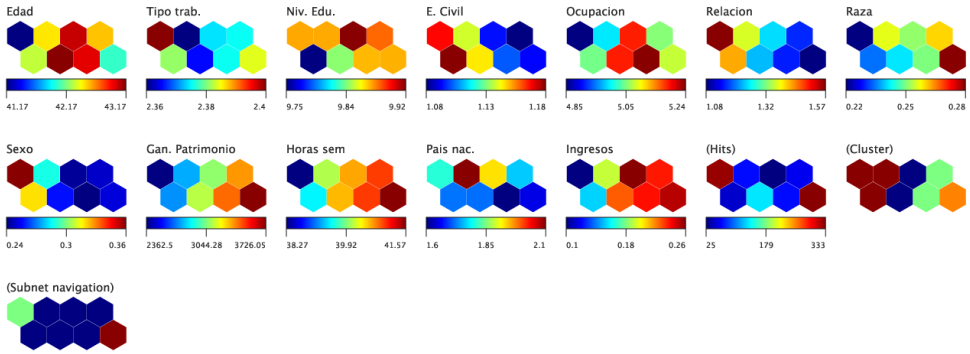 Edad Tipo trab. Niv. Edu. E. Civil Ocupacion Relacion Raza
41.17 42.17 43.17 2.36 2.38 2.4 9.75 9.84 9.92 1.08 1.13 1.18 4.85 5.05 5.24 1.08 1.32 1.57 0.22 0.25 0.28
Sexo Gan. Patrimonio Horas sem Pais nac. Ingresos (Hits) (Cluster)
0.24 0.3 0.36 2362.5 3044.28 3726.05 38.27 39.92 41.57 1.6 1.85 2.1 0.1 0.18 0.26 25 179 333
(Subnet navigation)